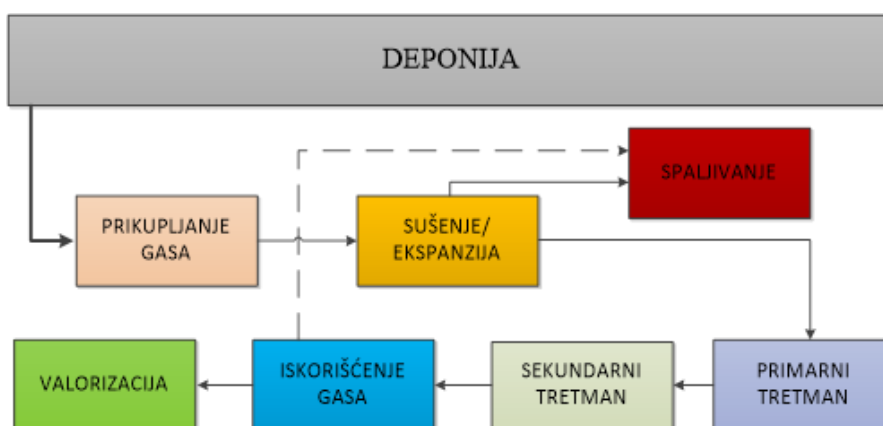 DEPONIJA
SPALJIVANJE
PRIKUPLJANJE
GASA
SUŠENJE/
EKSPANZIJA
VALORIZACIJA
ISKORIŠĆENJE
GASA
SEKUNDARNI
TRETMAN
PRIMARNI
TRETMAN